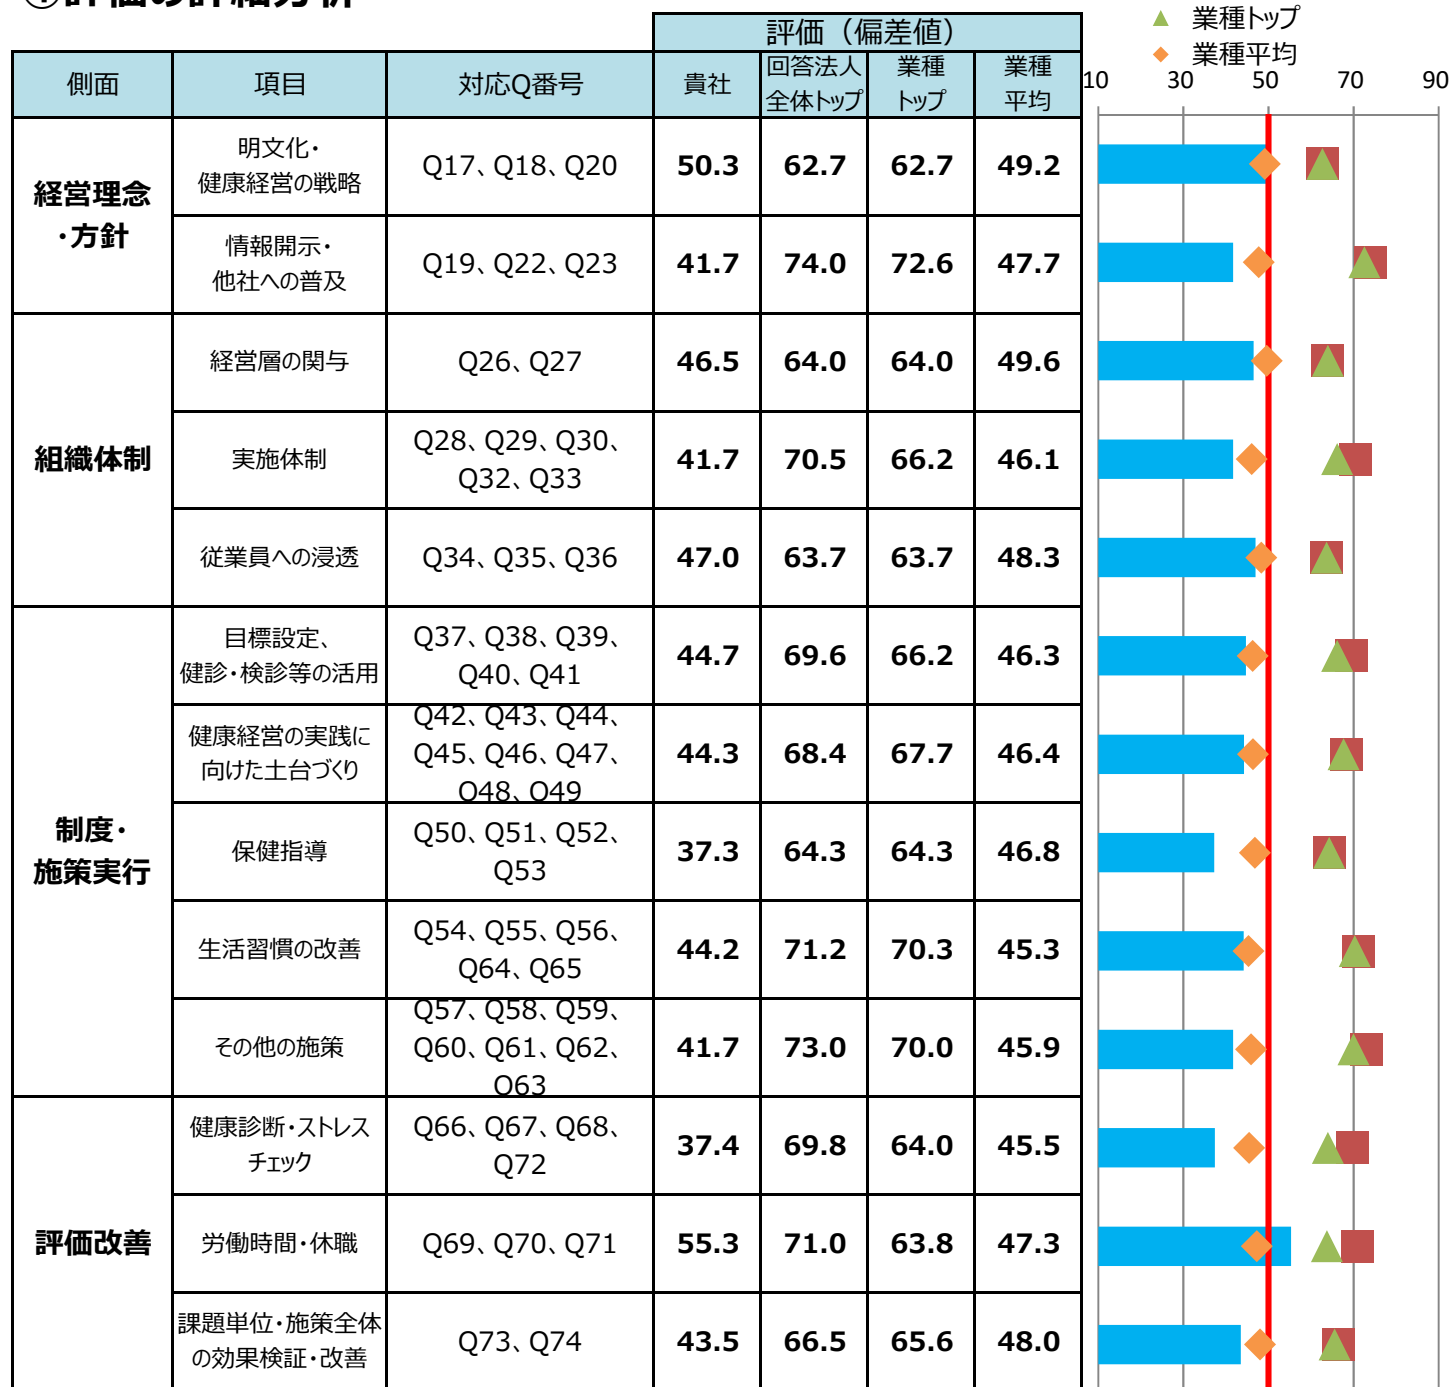 ①評価の詳細分析
業種トップ
業種平均
評価（偏差値）
側面 項目 対応Q番号 貴社 回答法人全体トップ 業種トップ 業種平均
10 30 50 70 90
経営理念・方針
明文化・健康経営の戦略 Q17、Q18、Q20 50.3 62.7 62.7 49.2
情報開示・他社への普及 Q19、Q22、Q23 41.7 74.0 72.6 47.7
組織体制
経営層の関与 Q26、Q27 46.5 64.0 64.0 49.6
実施体制 Q28、Q29、Q30、Q32、Q33 41.7 70.5 66.2 46.1
従業員への浸透 Q34、Q35、Q36 47.0 63.7 63.7 48.3
制度・施策実行
目標設定、健診・検診等の活用 Q37、Q38、Q39、Q40、Q41 44.7 69.6 66.2 46.3
健康経営の実践に向けた土台づくり Q42、Q43、Q44、Q45、Q46、Q47、Q48、Q49 44.3 68.4 67.7 46.4
保健指導 Q50、Q51、Q52、Q53 37.3 64.3 64.3 46.8
生活習慣の改善 Q54、Q55、Q56、Q64、Q65 44.2 71.2 70.3 45.3
その他の施策 Q57、Q58、Q59、Q60、Q61、Q62、Q63 41.7 73.0 70.0 45.9
評価改善
健康診断・ストレスチェック Q66、Q67、Q68、Q72 37.4 69.8 64.0 45.5
労働時間・休職 Q69、Q70、Q71 55.3 71.0 63.8 47.3
課題単位・施策全体の効果検証・改善 Q73、Q74 43.5 66.5 65.6 48.0